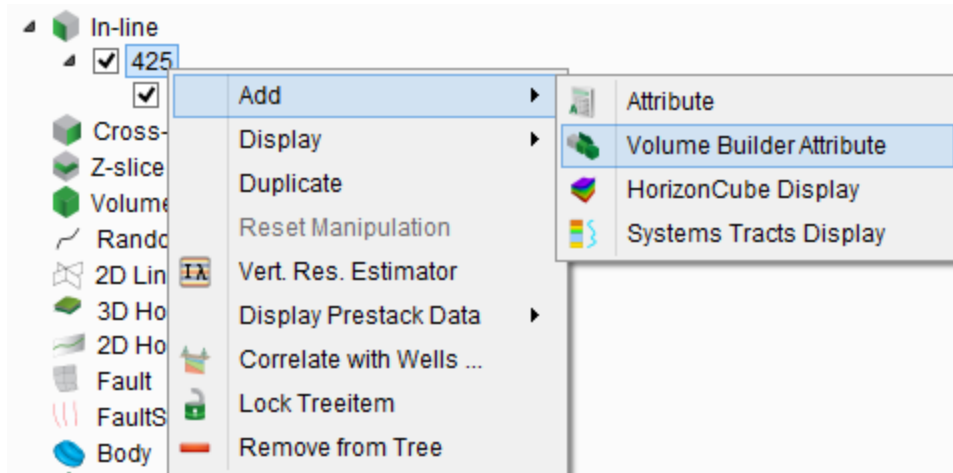 In-line
425
Add
Attribute
Cross-
Display
Volume Builder Attribute
Z-slice
Duplicate
HorizonCube Display
Volume
Reset Manipulation
Systems Tracts Display
Rando
2D Lin
Vert. Res. Estimator
3D Ho
Display Prestack Data
2D Ho
Correlate with Wells ...
Fault
Lock Treeitem
FaultS
Body
Remove from Tree